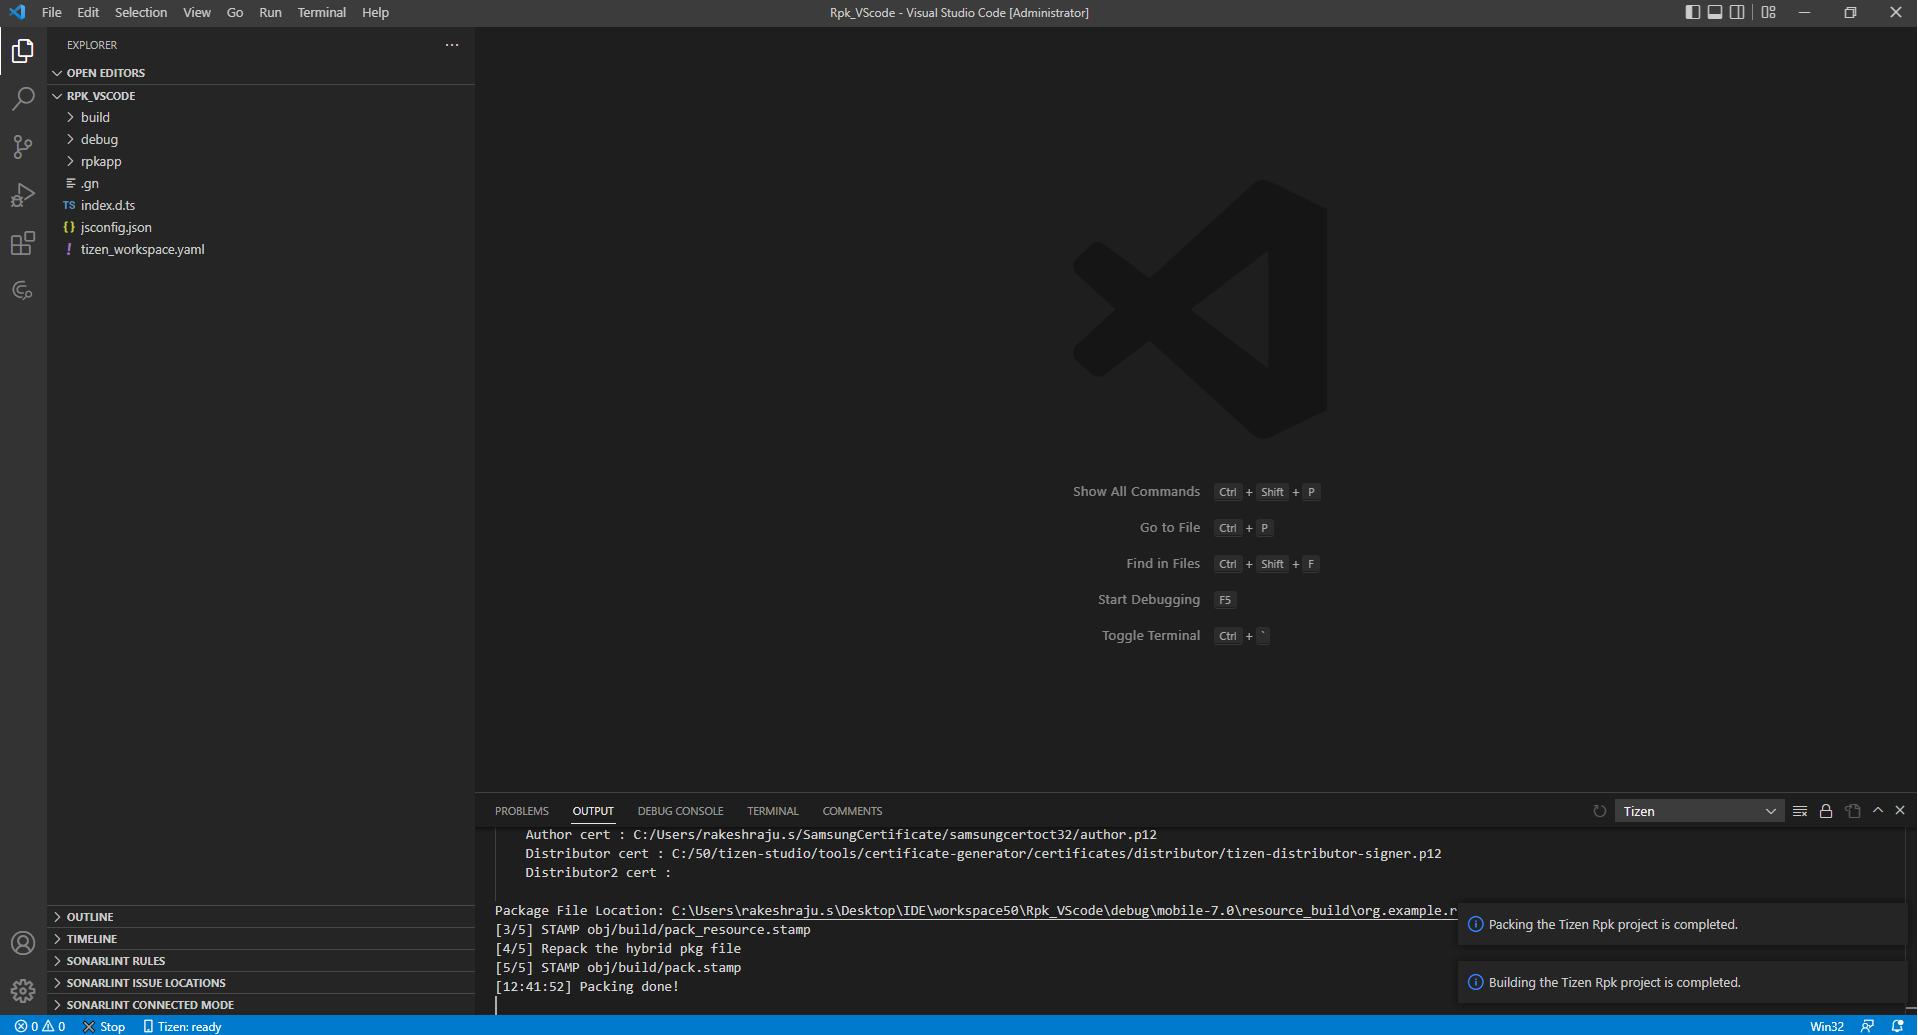 File Edit Selection View Go Run Terminal Help
Rpk_VScode - Visual Studio Code [Administrator]
EXPLORER
OPEN EDITORS
RPK_VSCODE
build
debug
rpkapp
.gn
TS index.d.ts
{} jsconfig.json
! tizen_workspace.yaml
Show All Commands Ctrl + Shift + P
Go to File Ctrl + P
Find in Files Ctrl + Shift + F
Start Debugging F5
Toggle Terminal Ctrl + `
PROBLEMS OUTPUT DEBUG CONSOLE TERMINAL COMMENTS
Tizen
Author cert : C:/Users/rakeshraju.s/SamsungCertificate/samsungcertoct32/author.p12
Distributor cert : C:/50/tizen-studio/tools/certificate-generator/certificates/distributor/tizen-distributor-signer.p12
Distributor2 cert :
Package File Location: C:\Users\rakeshraju.s\Desktop\IDE\workspace50\Rpk_VScode\debug\mobile-7.0\resource_build\org.example.r
[3/5] STAMP obj/build/pack_resource.stamp
[4/5] Repack the hybrid pkg file
[5/5] STAMP obj/build/pack.stamp
[12:41:52] Packing done!
Packing the Tizen Rpk project is completed.
Building the Tizen Rpk project is completed.
OUTLINE
TIMELINE
SONARLINT RULES
SONARLINT ISSUE LOCATIONS
SONARLINT CONNECTED MODE
0 0 Stop Tizen: ready
Win32